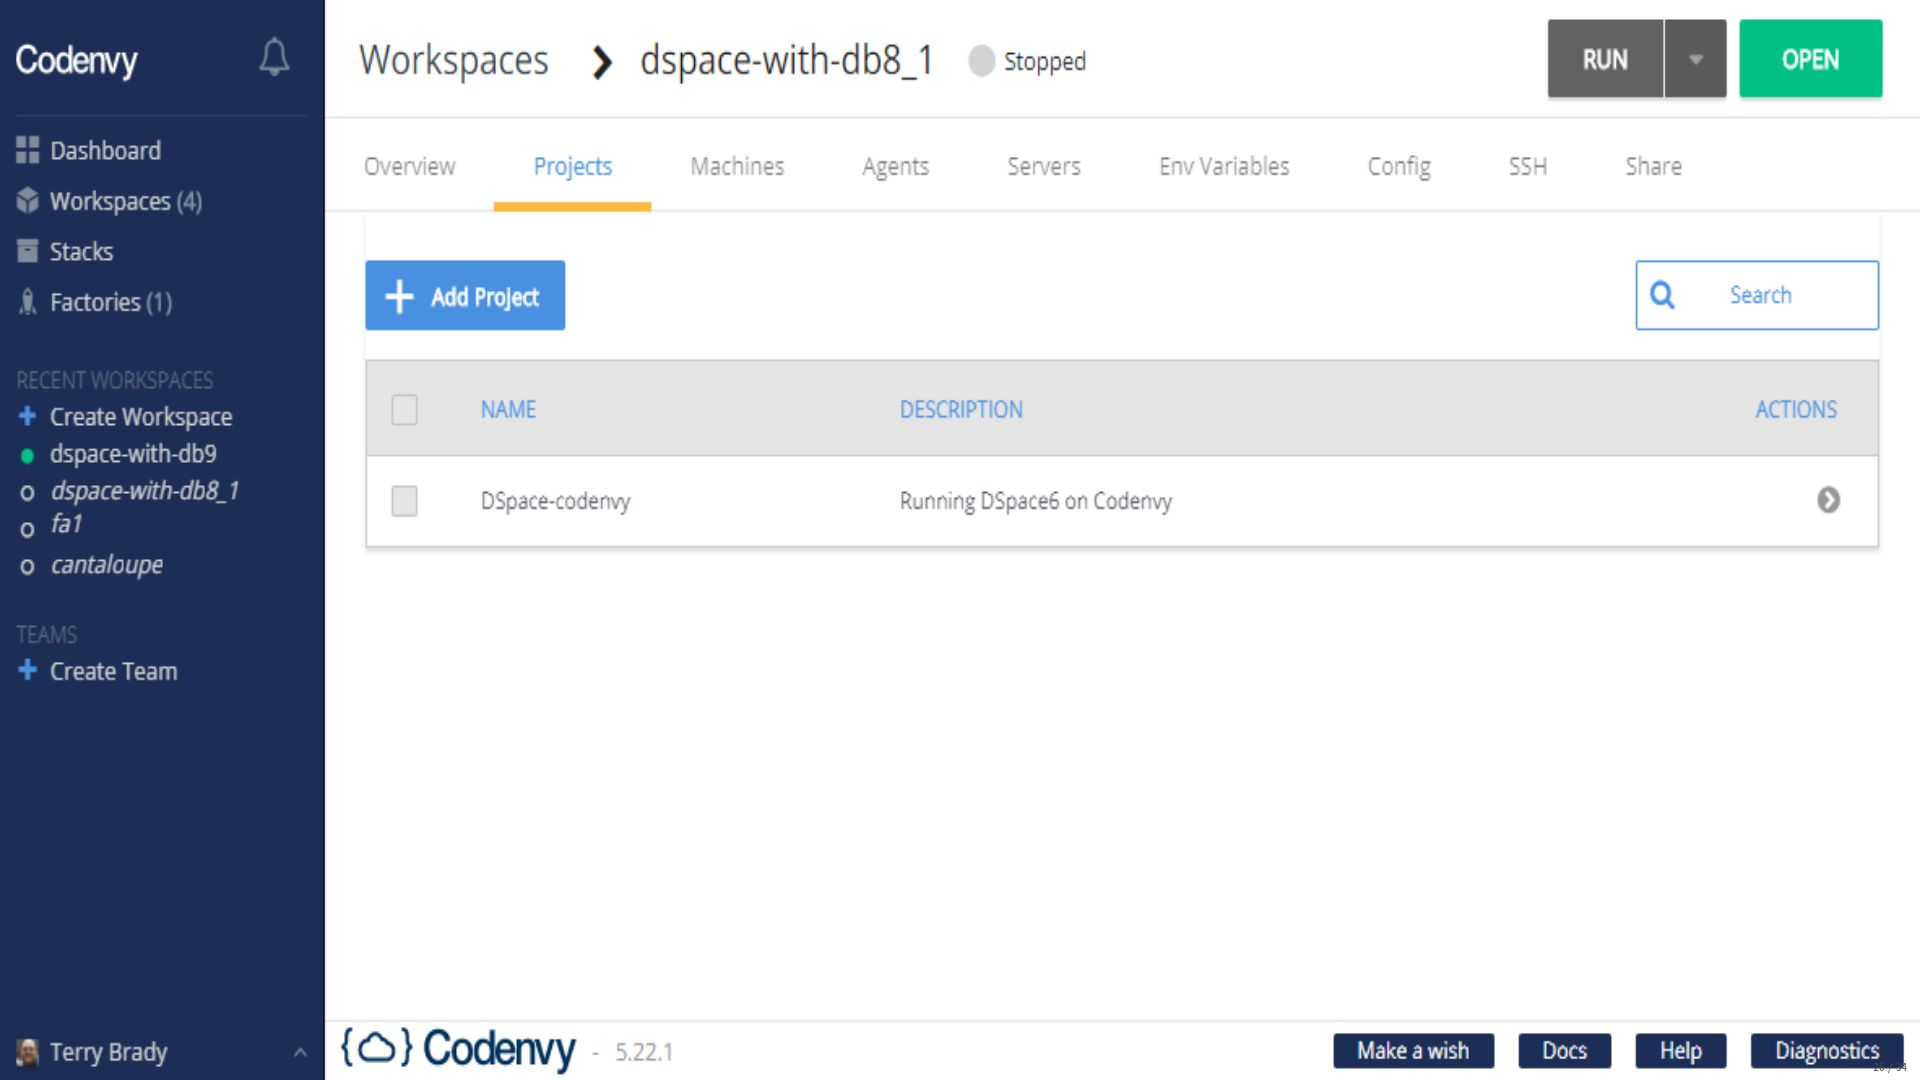 Codenvy
Dashboard
Workspaces (4)
Stacks
Factories (1)
RECENT WORKSPACES
Create Workspace
dspace-with-db9
dspace-with-db8_1
fa1
cantaloupe
TEAMS
Create Team
Terry Brady
Workspaces dspace-with-db8_1 Stopped RUN OPEN
Overview Projects Machines Agents Servers Env Variables Config SSH Share
Add Project Search
NAME DESCRIPTION ACTIONS
DSpace-codenvy Running DSpace6 on Codenvy
{ } Codenvy - 5.22.1 Make a wish Docs Help Diagnostics